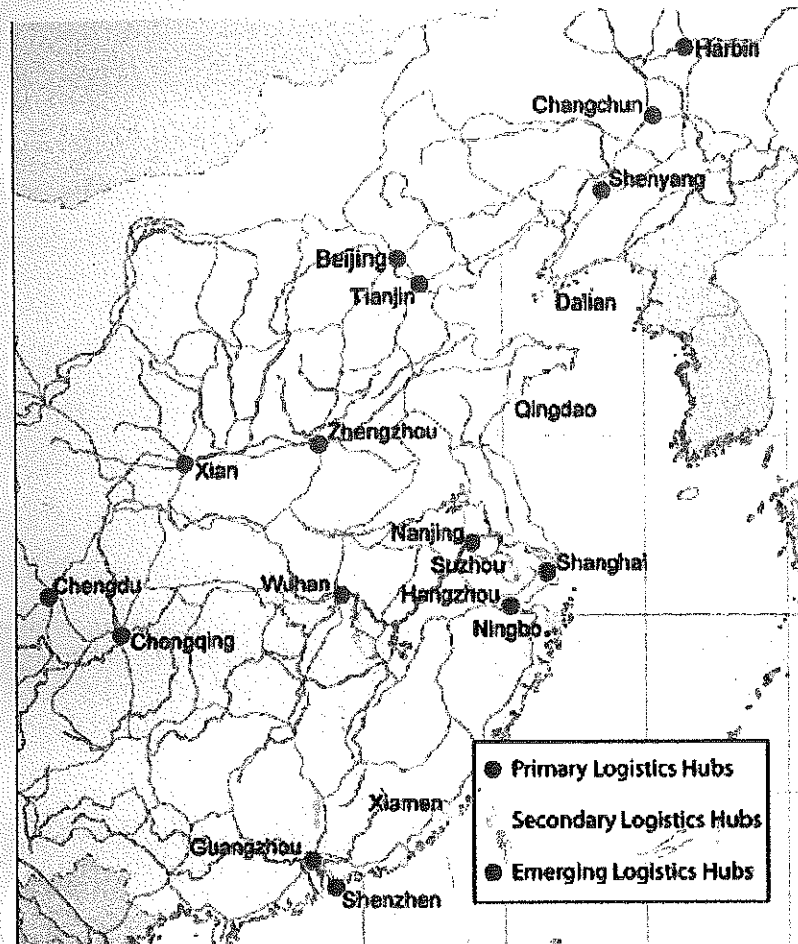 Harbin
Changchun
Shenyang
Beijing
Tianjin
Dalian
Qingdao
Zhengzhou
Xian
Nanjing
Suzhou
Shanghai
Chengdu
Wuhan
Hangzhou
Ningbo
Chongqing
Xiamen
Guangzhou
Shenzhen
Primary Logistics Hubs
Secondary Logistics Hubs
Emerging Logistics Hubs